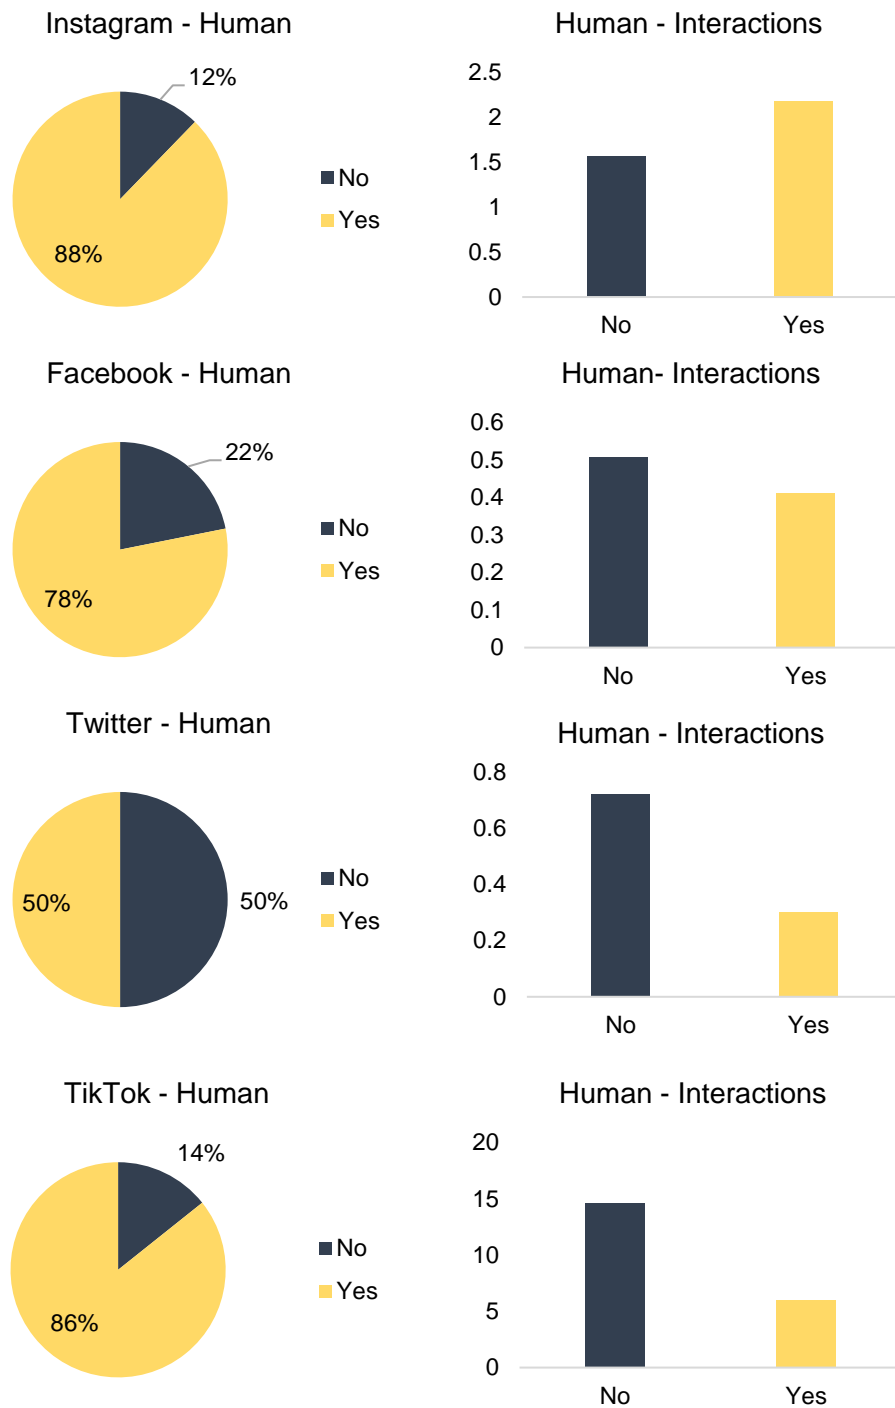 Instagram - Human
12%
88%
No
Yes
Human - Interactions
2.5
2
1.5
1
0.5
0
No
Yes
Facebook - Human
22%
78%
No
Yes
Human- Interactions
0.6
0.5
0.4
0.3
0.2
0.1
0
No
Yes
Twitter - Human
50%
50%
No
Yes
Human - Interactions
0.8
0.6
0.4
0.2
0
No
Yes
TikTok - Human
14%
86%
No
Yes
Human - Interactions
20
15
10
5
0
No
Yes